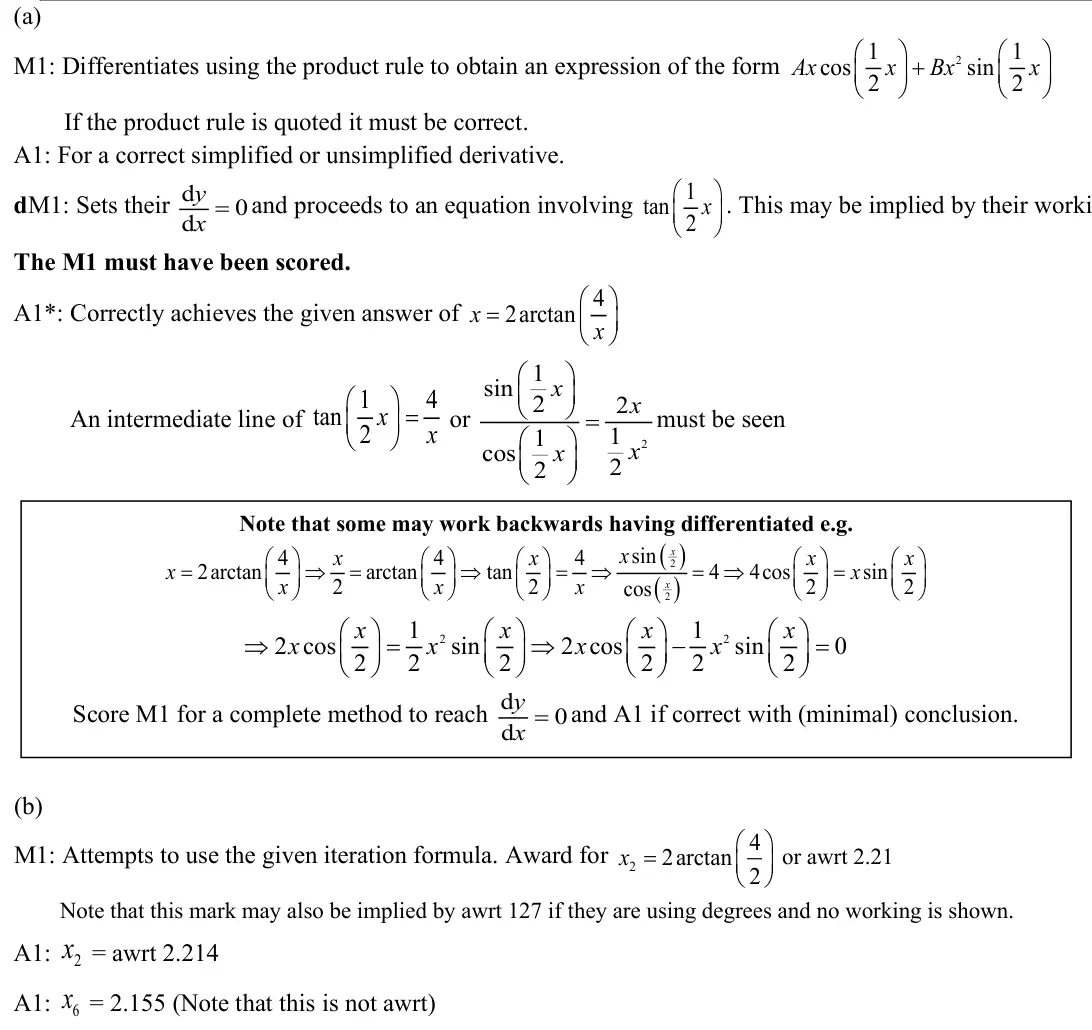 (a)
M1: Differentiates using the product rule to obtain an expression of the form Ax cos(1/2 x) + Bx² sin(1/2 x)
If the product rule is quoted it must be correct.
A1: For a correct simplified or unsimplified derivative.
dM1: Sets their dy/dx = 0 and proceeds to an equation involving tan(1/2 x). This may be implied by their worki
The M1 must have been scored.
A1*: Correctly achieves the given answer of x = 2arctan(4/x)
An intermediate line of tan(1/2 x) = 4/x or sin(1/2 x)/cos(1/2 x) = 2x/(1/2 x²) must be seen
Note that some may work backwards having differentiated e.g.
x = 2arctan(4/x) ⇒ x/2 = arctan(4/x) ⇒ tan(x/2) = 4/x ⇒ x sin(x/2)/cos(x/2) = 4 ⇒ 4cos(x/2) = x sin(x/2)
⇒ 2x cos(x/2) = 1/2 x² sin(x/2) ⇒ 2x cos(x/2) − 1/2 x² sin(x/2) = 0
Score M1 for a complete method to reach dy/dx = 0 and A1 if correct with (minimal) conclusion.
(b)
M1: Attempts to use the given iteration formula. Award for x₂ = 2arctan(4/2) or awrt 2.21
Note that this mark may also be implied by awrt 127 if they are using degrees and no working is shown.
A1: x₂ = awrt 2.214
A1: x₆ = 2.155 (Note that this is not awrt)